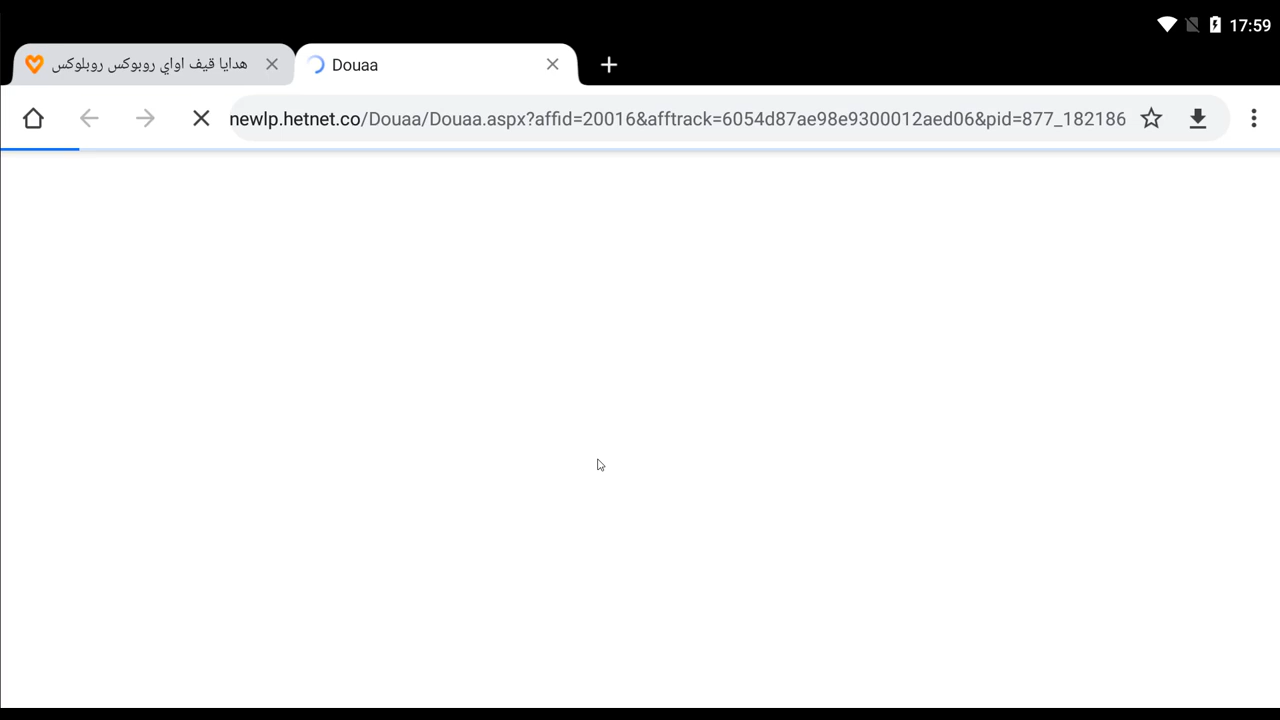 17:59
هدايا قيف اواي روبوكس روبلوكس
Douaa
newlp.hetnet.co/Douaa/Douaa.aspx?affid=20016&afftrack=6054d87ae98e9300012aed06&pid=877_182186